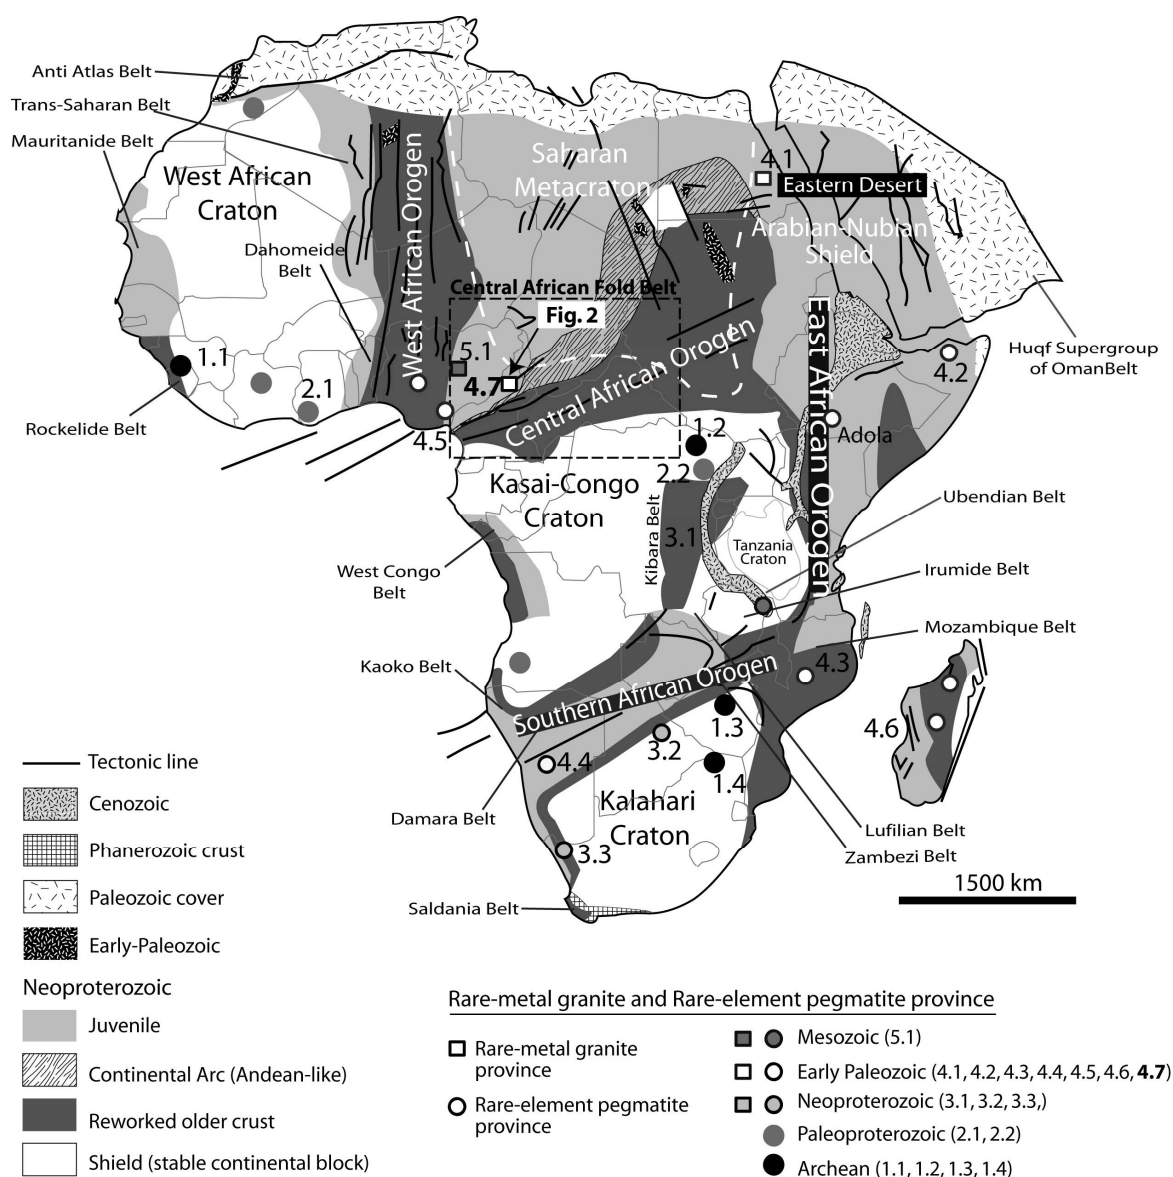 Anti Atlas Belt
Trans-Saharan Belt
Mauritanide Belt
West African
Craton
Dahomeide
Belt
West African Orogen
Saharan
Metacraton
4.1
Eastern Desert
Arabian-Nubian
Shield
Central African Fold Belt
Fig. 2
5.1
4.7
1.1
2.1
Rockelide Belt
4.5
Central African Orogen
East African Orogen
4.2
Huqf Supergroup
of OmanBelt
Adola
1.2
2.2
Kasai-Congo
Craton
Kibara Belt
3.1
Tanzania
Craton
Ubendian Belt
Irumide Belt
Mozambique Belt
West Congo
Belt
Kaoko Belt
Southern African Orogen
4.3
4.6
1.3
3.2
4.4
1.4
Kalahari
Craton
Damara Belt
3.3
Lufilian Belt
Zambezi Belt
Saldania Belt
1500 km
Tectonic line
Cenozoic
Phanerozoic crust
Paleozoic cover
Early-Paleozoic
Neoproterozoic
Juvenile
Continental Arc (Andean-like)
Reworked older crust
Shield (stable continental block)
Rare-metal granite and Rare-element pegmatite province
Rare-metal granite
province
Rare-element pegmatite
province
Mesozoic (5.1)
Early Paleozoic (4.1, 4.2, 4.3, 4.4, 4.5, 4.6, 4.7)
Neoproterozoic (3.1, 3.2, 3.3,)
Paleoproterozoic (2.1, 2.2)
Archean (1.1, 1.2, 1.3, 1.4)